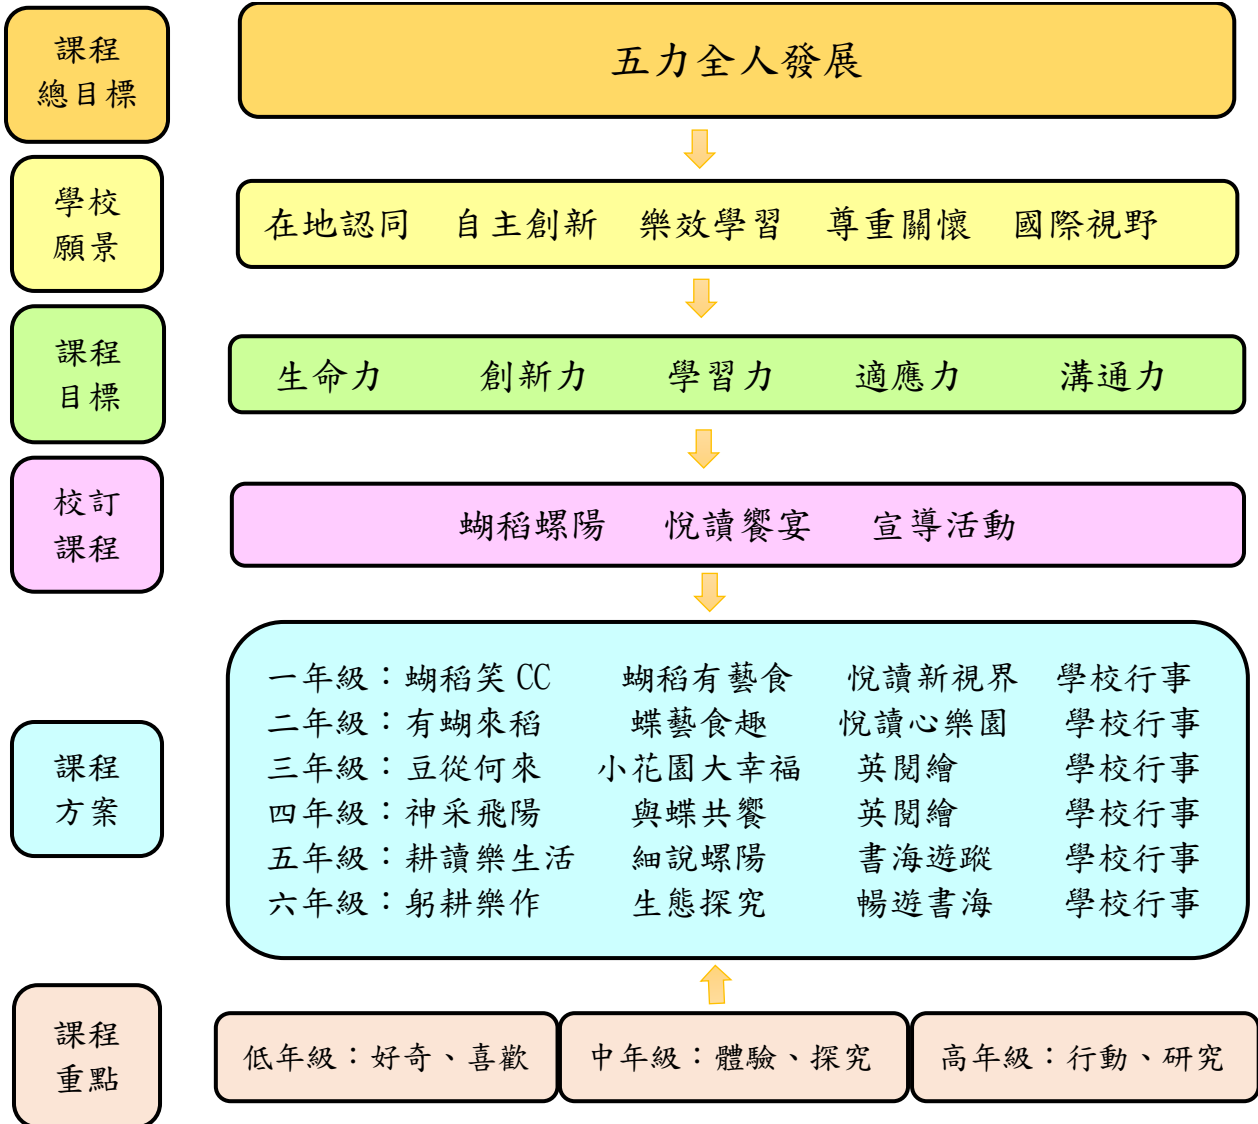 課程
總目標
五力全人發展
學校
願景
在地認同 自主創新 樂效學習 尊重關懷 國際視野
課程
目標
生命力 創新力 學習力 適應力 溝通力
校訂
課程
蝴稻螺陽 悅讀饗宴 宣導活動
課程
方案
一年級：蝴稻笑 CC 蝴稻有藝食 悅讀新視界 學校行事
二年級：有蝴來稻 蝶藝食趣 悅讀心樂園 學校行事
三年級：豆從何來 小花園大幸福 英閱繪 學校行事
四年級：神采飛陽 與蝶共饗 英閱繪 學校行事
五年級：耕讀樂生活 細說螺陽 書海遊蹤 學校行事
六年級：躬耕樂作 生態探究 暢遊書海 學校行事
課程
重點
低年級：好奇、喜歡 中年級：體驗、探究 高年級：行動、研究